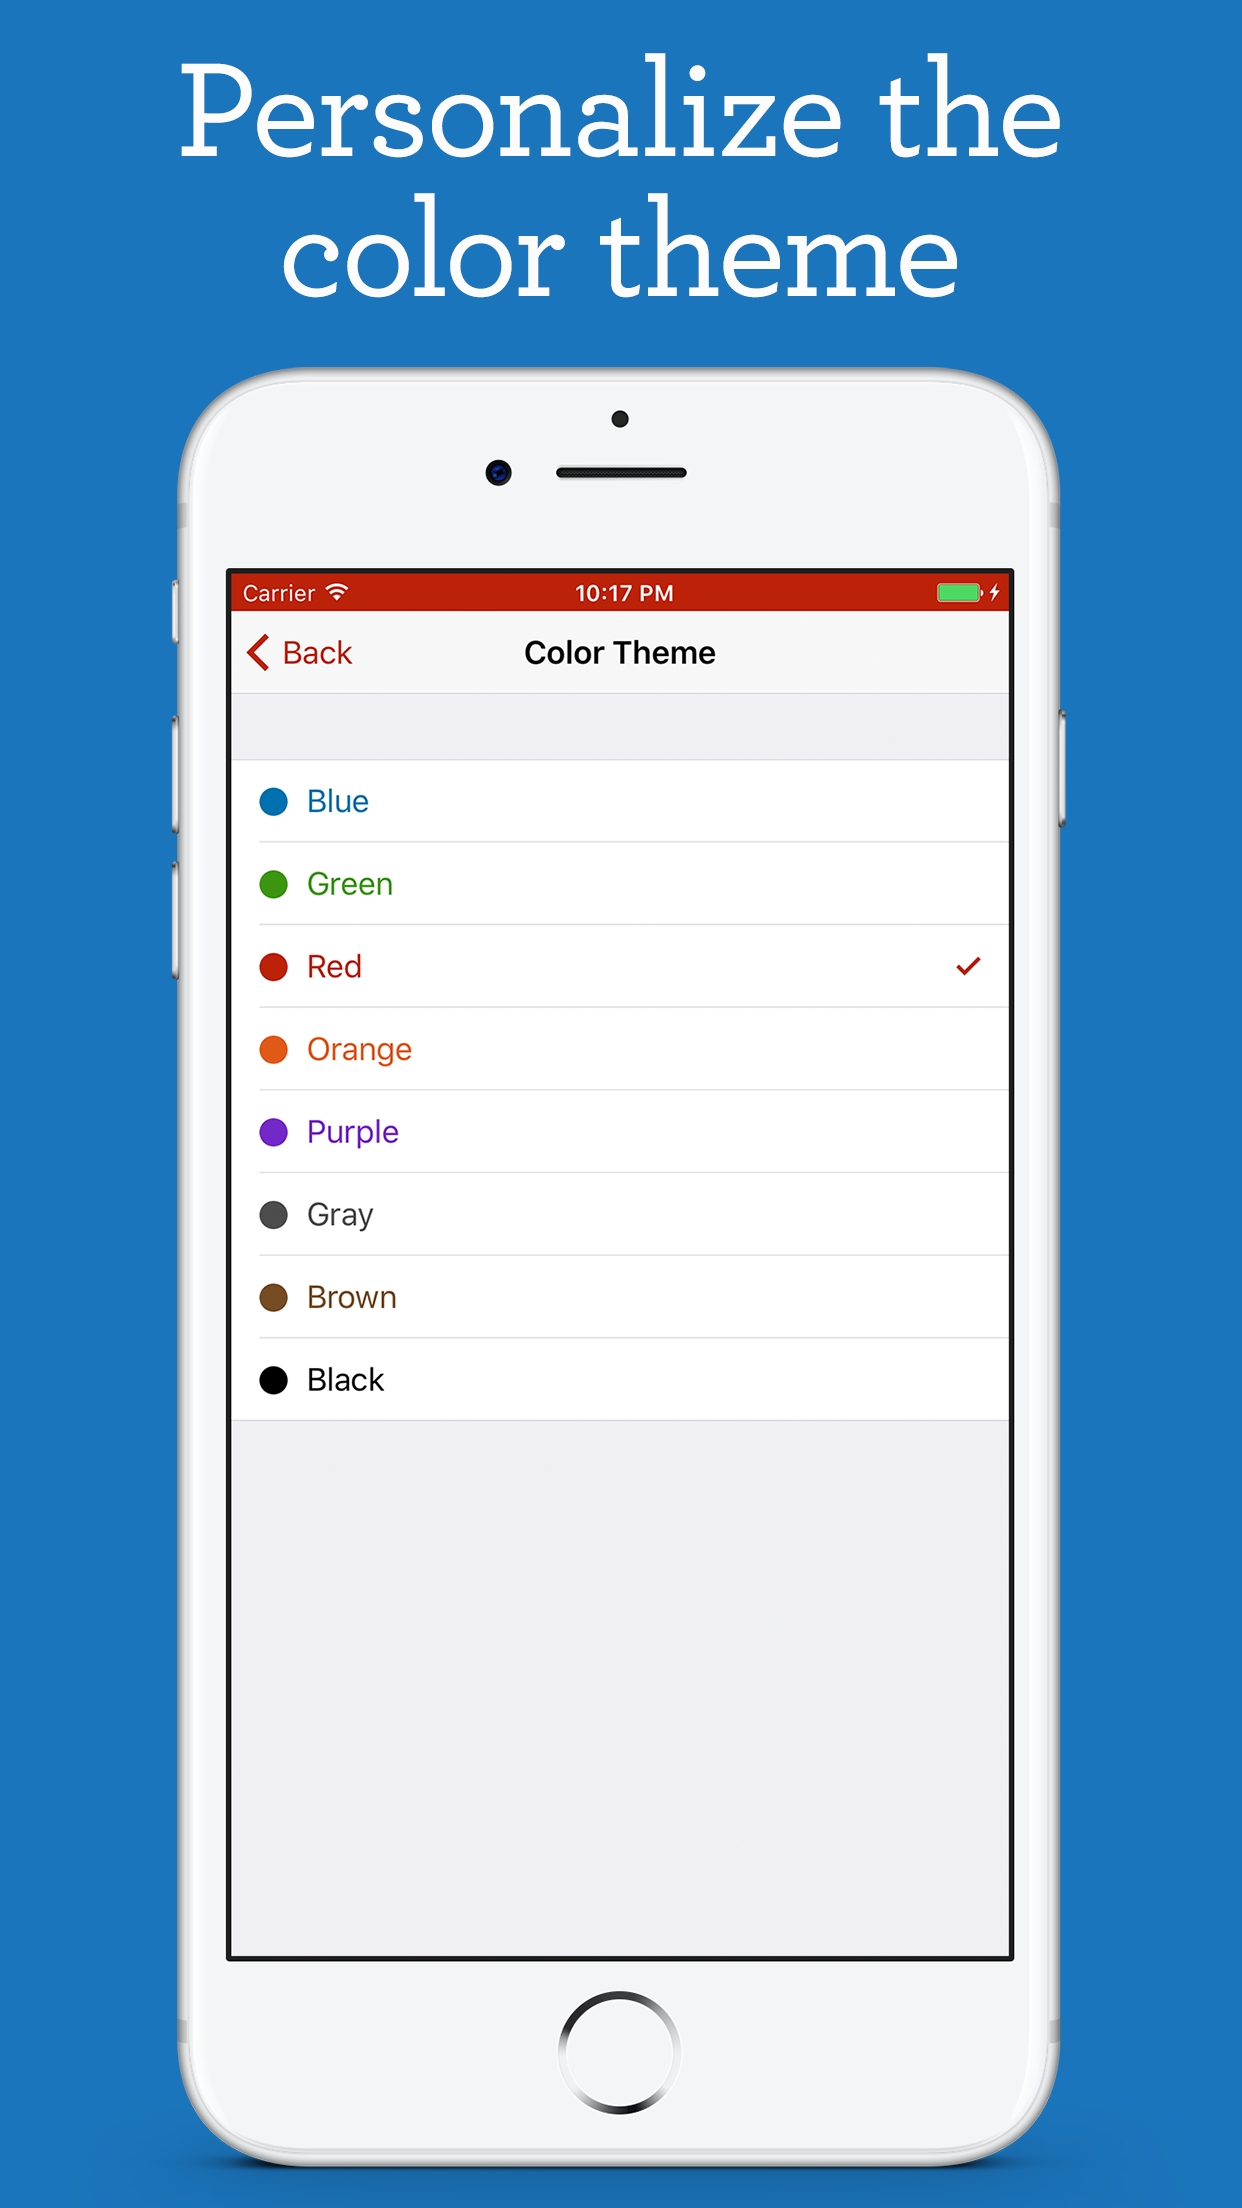 Personalize the
color theme
Carrier 10:17 PM
Back Color Theme
Blue
Green
Red
Orange
Purple
Gray
Brown
Black